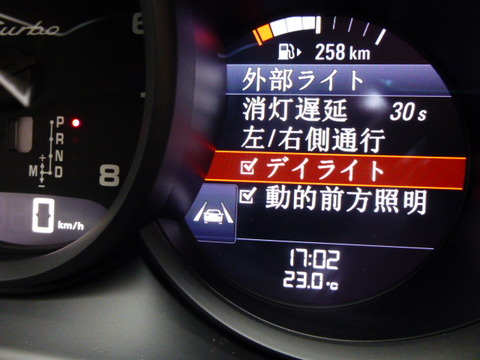 Turbo
P
R
N
M D
+
-
8
0 km/h
258 km
外部ライト
消灯遅延 30s
左/右側通行
デイライト
動的前方照明
17:02
23.0°C